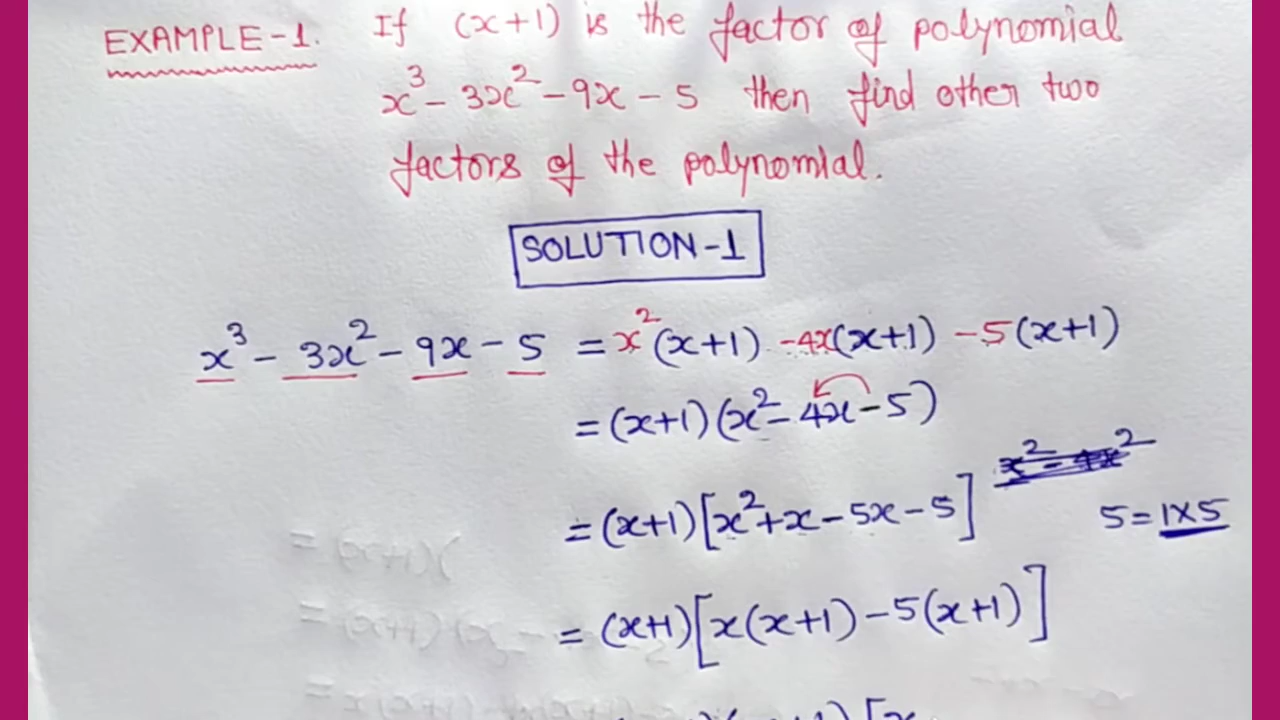 EXAMPLE-1. If (x+1) is the factor of polynomial
x³ - 3x² - 9x - 5 then find other two
factors of the polynomial.
SOLUTION-1
x³ - 3x² - 9x - 5 = x²(x+1) -4x(x+1) -5(x+1)
= (x+1)(x² - 4x - 5)
= (x+1)[x²+x-5x-5]
5 = 1x5
= (x+1)[x(x+1)-5(x+1)]